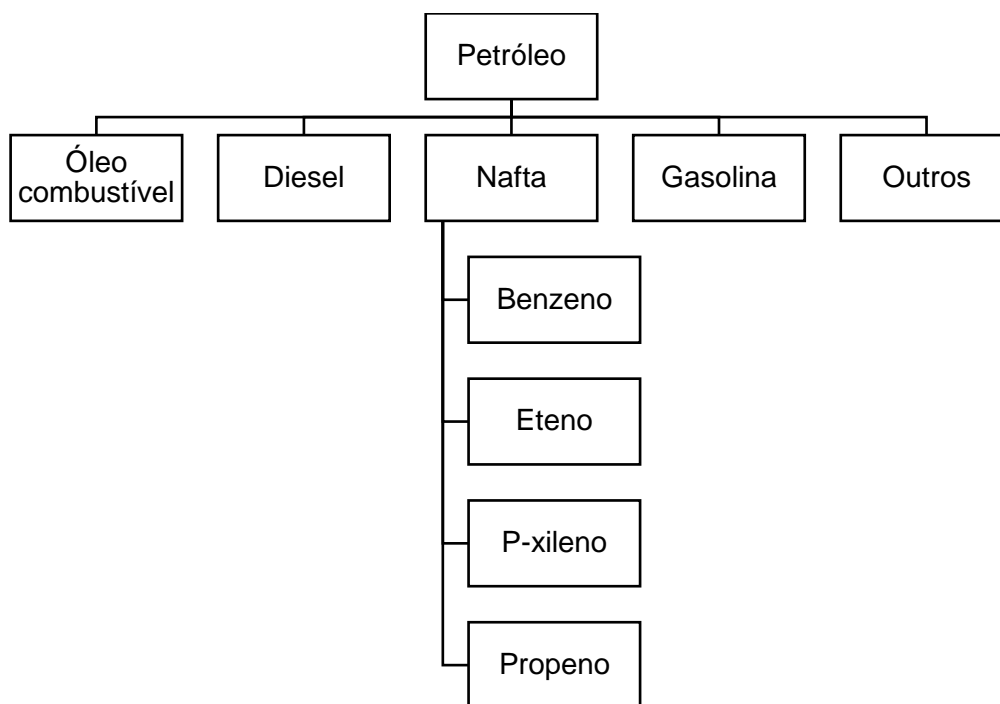 Petróleo
Óleo
combustível
Diesel
Nafta
Gasolina
Outros
Benzeno
Eteno
P-xileno
Propeno